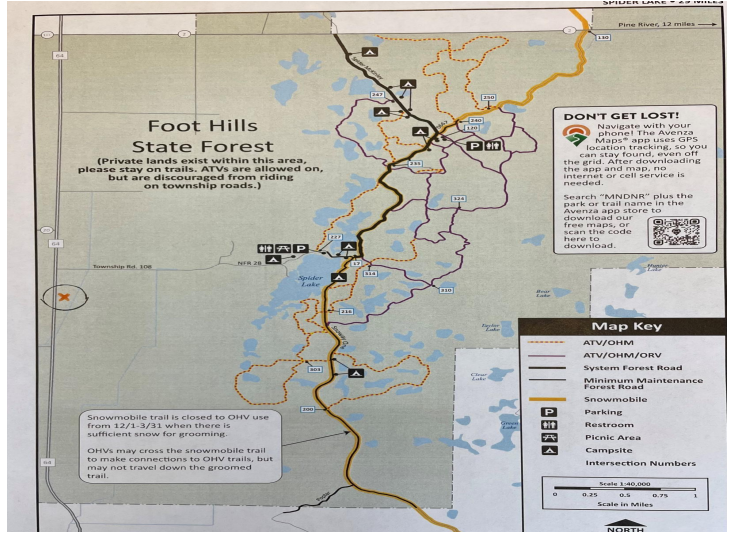 SPIDER LAKE – 29 MILES
Pine River, 12 miles
64
2
130
Foot Hills
State Forest
(Private lands exist within this area,
please stay on trails. ATVs are allowed on,
but are discouraged from riding
on township roads.)
247
250
240
120
235
324
DON'T GET LOST!
Navigate with your
phone! The Avenza
Maps® app uses GPS
location tracking, so you
can stay found, even off
the grid. After downloading
the app and map, no
internet or cell service is
needed.
Search "MNDNR" plus the
park or trail name in the
Avenza app store to
download our
free maps, or
scan the code
here to
download.
P
64
Township Rd. 108
NFR 28
P
227
17
314
210
Spider
Lake
216
303
200
Bear
Lake
Clear
Lake
Green
Lake
Snowmobile trail is closed to OHV use
from 12/1-3/31 when there is
sufficient snow for grooming.
OHVs may cross the snowmobile trail
to make connections to OHV trails, but
may not travel down the groomed
trail.
64
Map Key
ATV/OHM
ATV/OHM/ORV
System Forest Road
Minimum Maintenance
Forest Road
Snowmobile
P Parking
Restroom
Picnic Area
Campsite
Intersection Numbers
Scale 1:40,000
0 0.25 0.5 0.75 1
Scale in Miles
NORTH